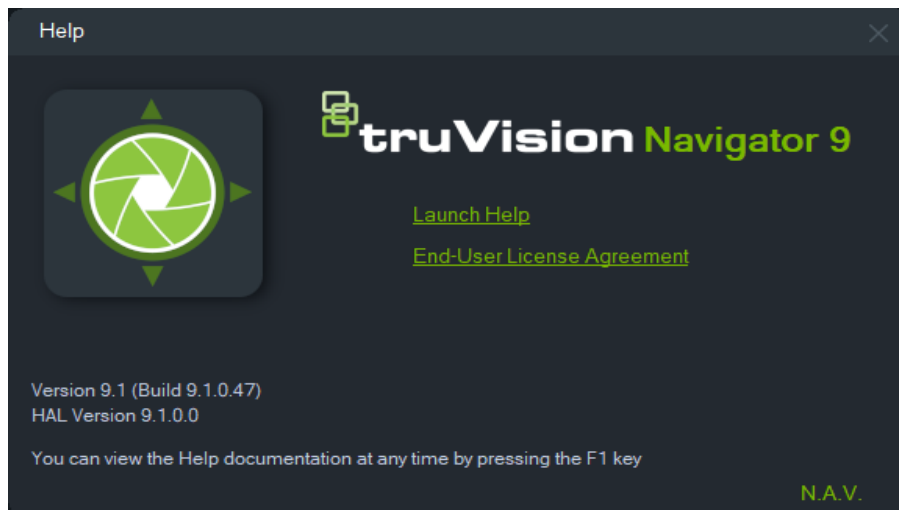 Help
truVision Navigator 9
Launch Help
End-User License Agreement
Version 9.1 (Build 9.1.0.47)
HAL Version 9.1.0.0
You can view the Help documentation at any time by pressing the F1 key
N.A.V.